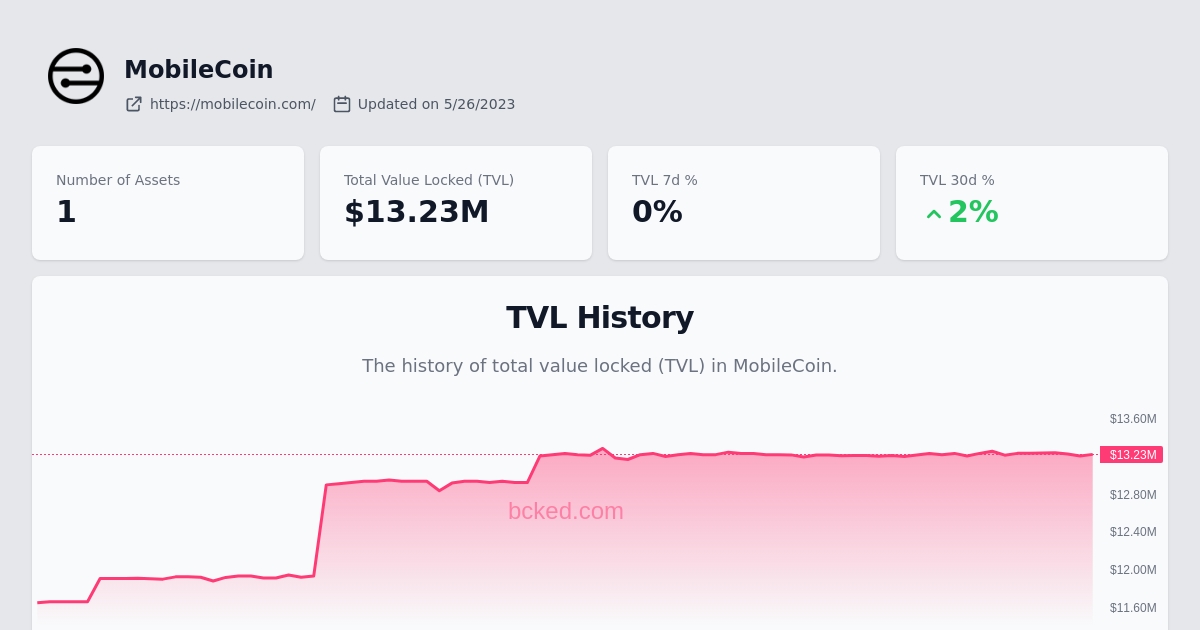 MobileCoin
https://mobilecoin.com/ Updated on 5/26/2023
Number of Assets
1
Total Value Locked (TVL)
$13.23M
TVL 7d %
0%
TVL 30d %
2%
TVL History
The history of total value locked (TVL) in MobileCoin.
$13.60M
$13.23M
$12.80M
bcked.com
$12.40M
$12.00M
$11.60M